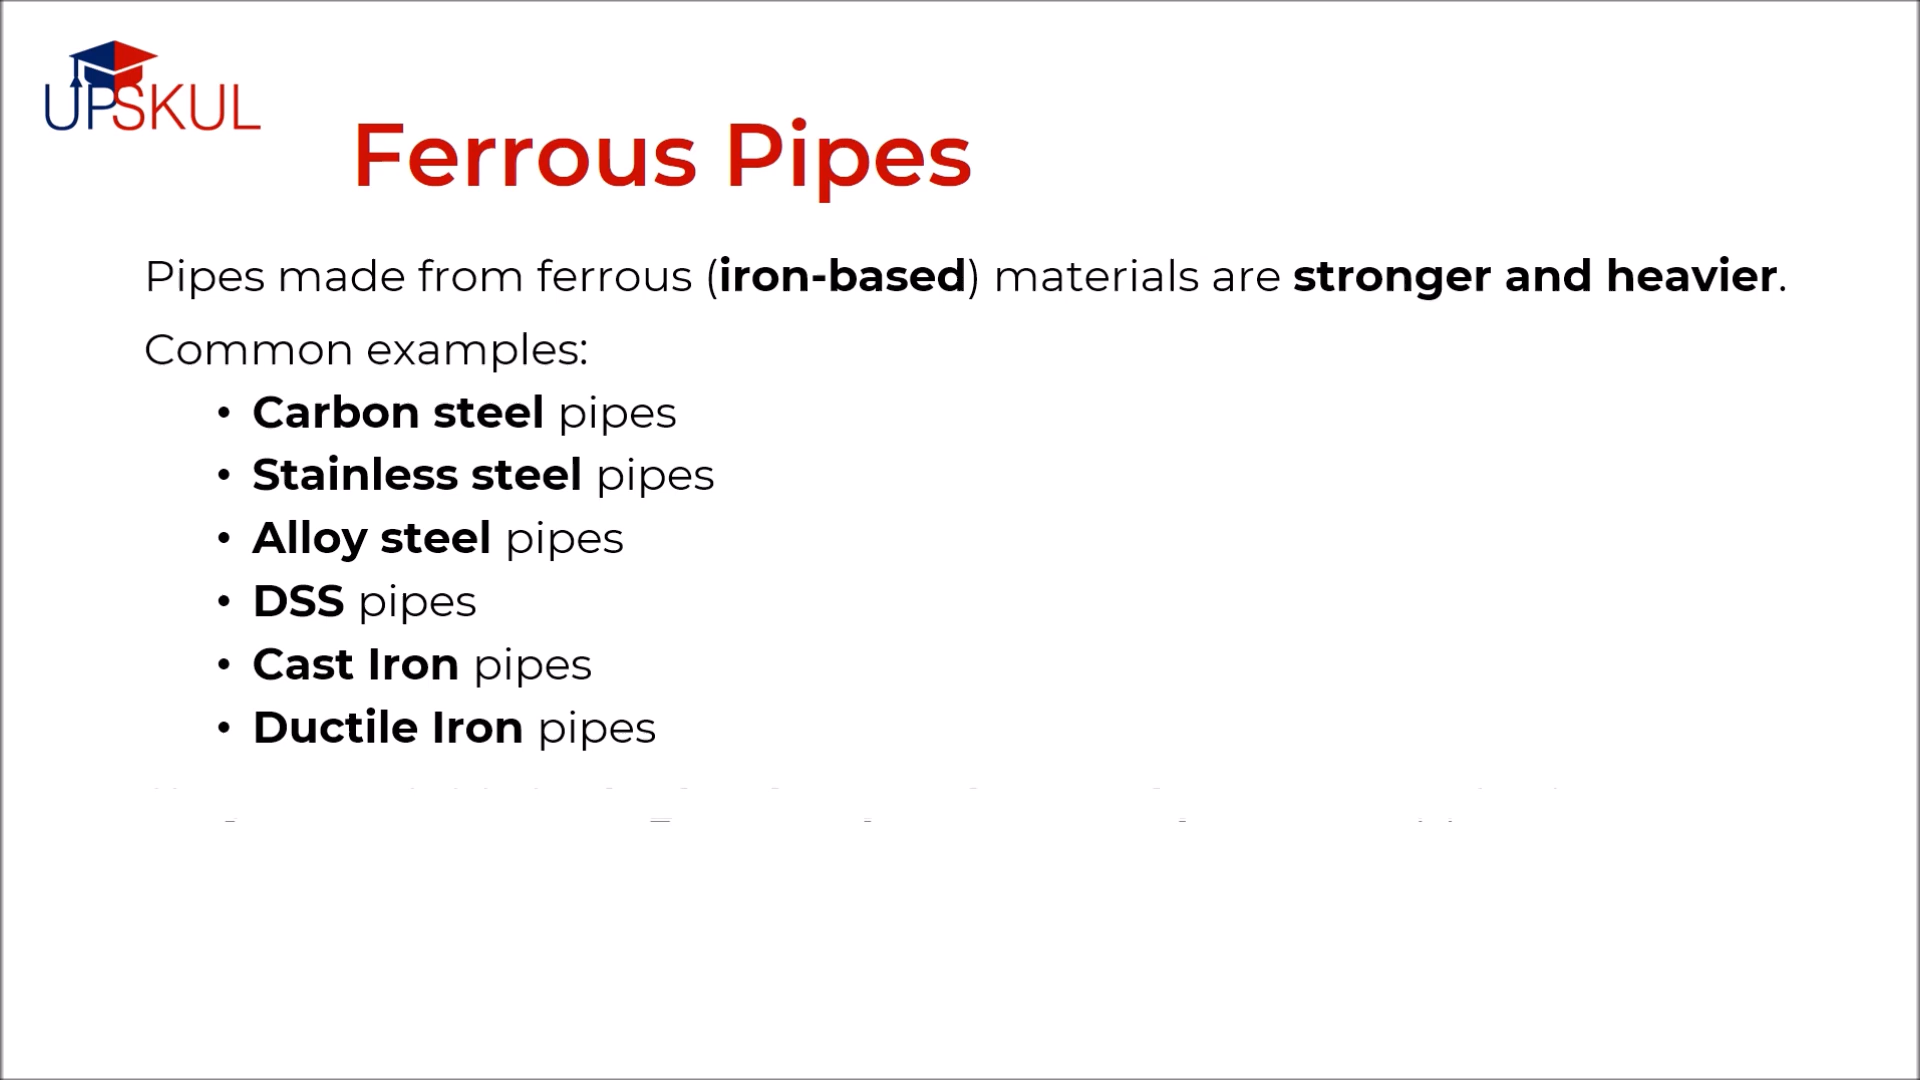 UPSKUL
Ferrous Pipes
Pipes made from ferrous (iron-based) materials are stronger and heavier.
Common examples:
• Carbon steel pipes
• Stainless steel pipes
• Alloy steel pipes
• DSS pipes
• Cast Iron pipes
• Ductile Iron pipes